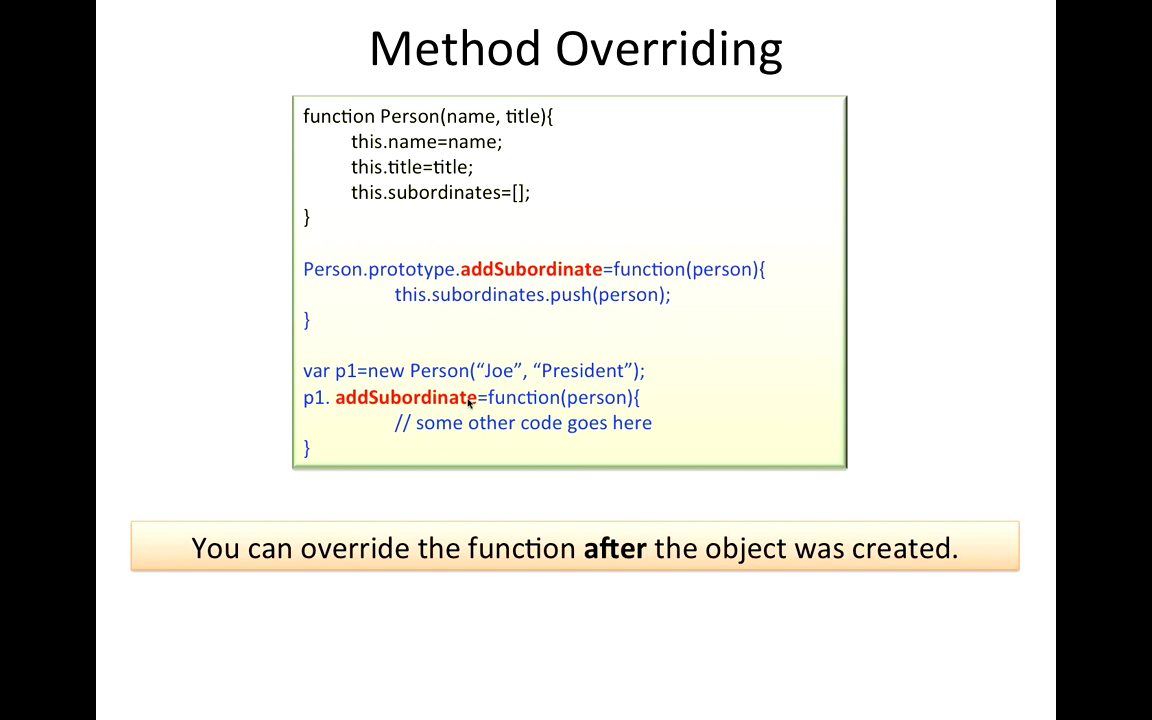 Method Overriding
function Person(name, title){
this.name=name;
this.title=title;
this.subordinates=[];
}
Person.prototype.addSubordinate=function(person){
this.subordinates.push(person);
}
var p1=new Person(“Joe”, “President”);
p1. addSubordinate=function(person){
// some other code goes here
}
You can override the function after the object was created.